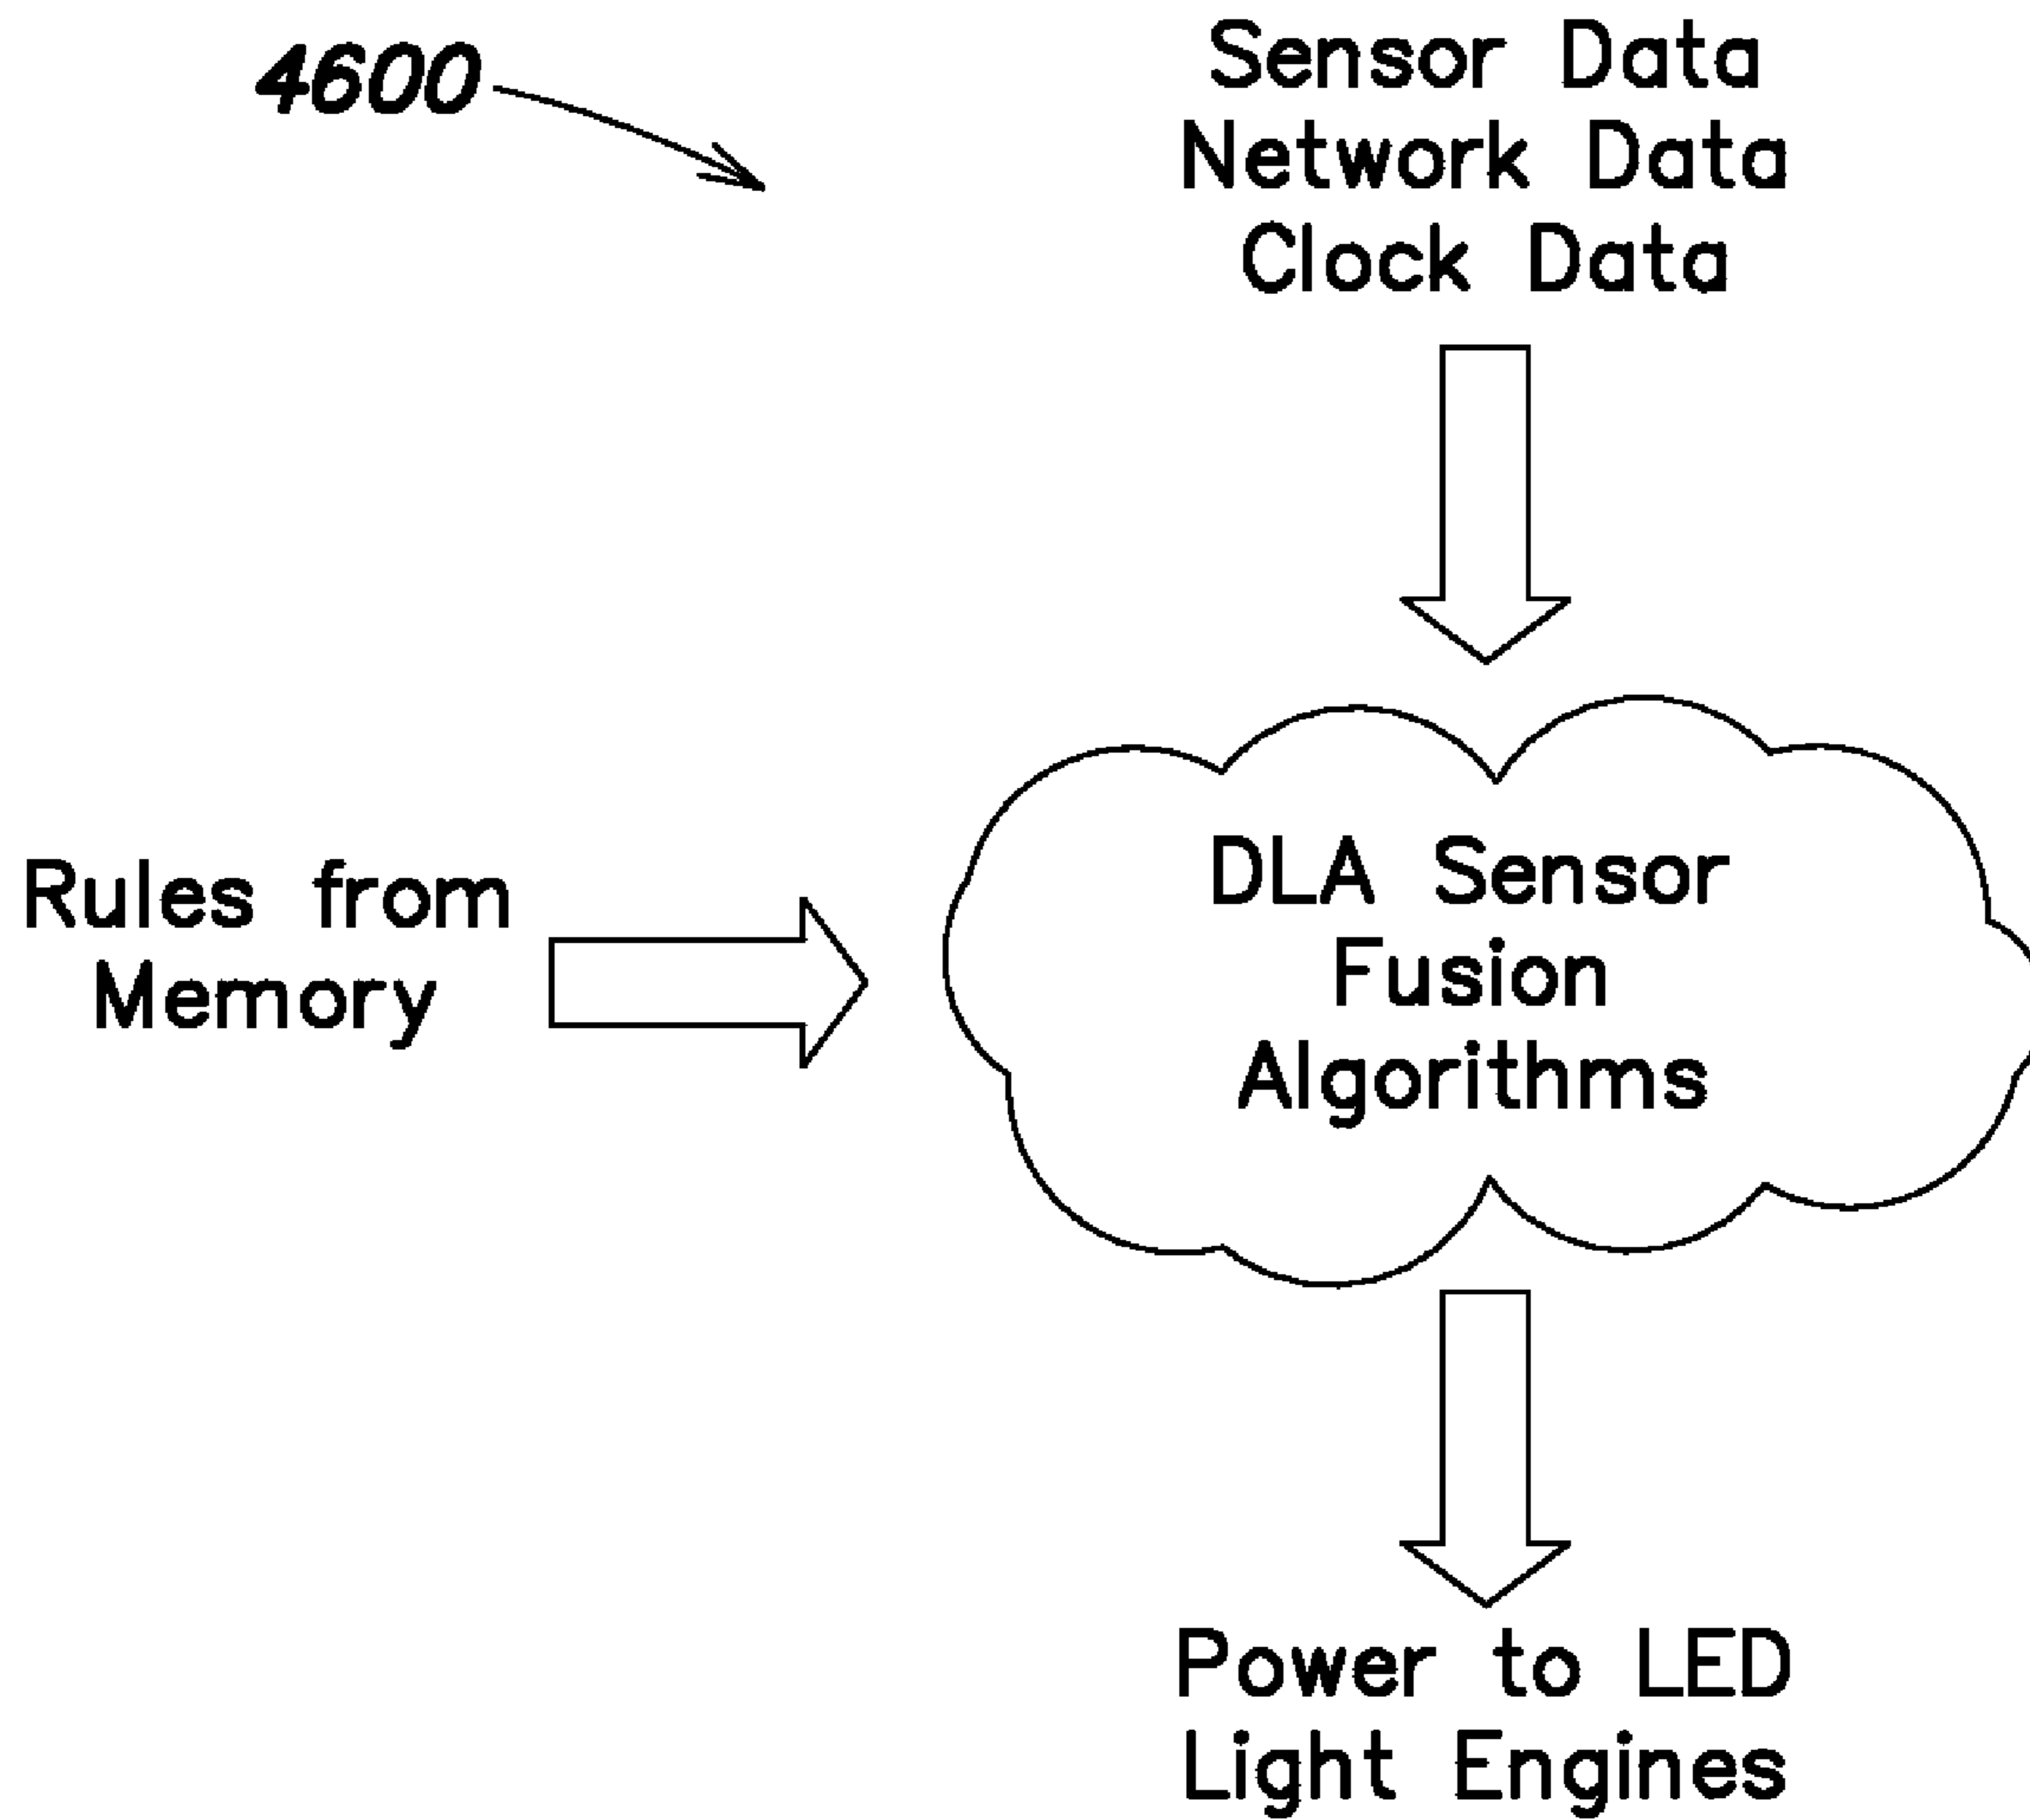 4600
Sensor Data
Network Data
Clock Data
Rules from
Memory
DLA Sensor
Fusion
Algorithms
Power to LED
Light Engines